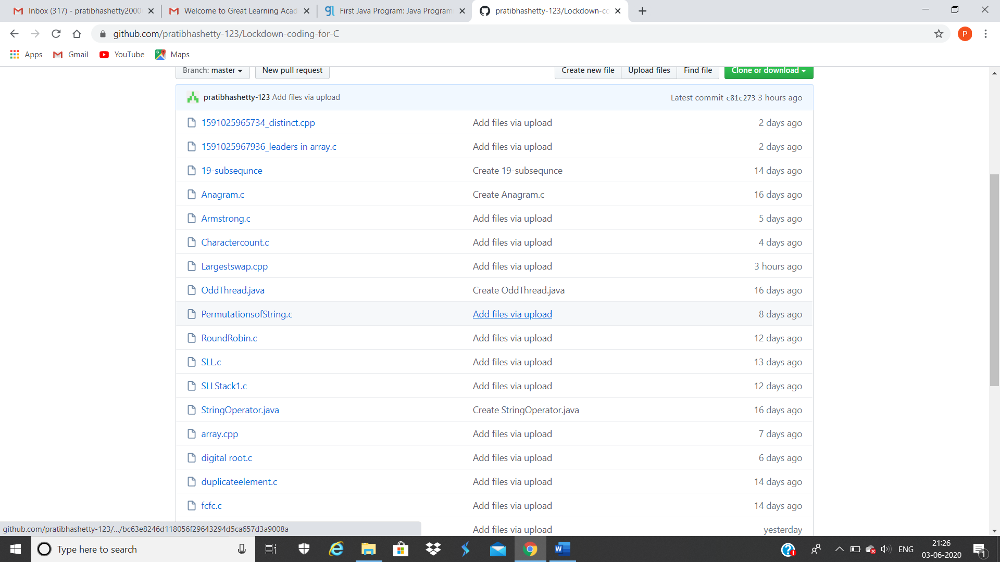 Inbox (317) - pratibhashetty2000
Welcome to Great Learning Acad
First Java Program: Java Program
pratibhashetty-123/Lockdown-co
github.com/pratibhashetty-123/Lockdown-coding-for-C
P
Apps Gmail YouTube Maps
Branch: master New pull request Create new file Upload files Find file Clone or download
pratibhashetty-123 Add files via upload Latest commit c81c273 3 hours ago
1591025965734_distinct.cpp Add files via upload 2 days ago
1591025967936_leaders in array.c Add files via upload 2 days ago
19-subsequnce Create 19-subsequnce 14 days ago
Anagram.c Create Anagram.c 16 days ago
Armstrong.c Add files via upload 5 days ago
Charactercount.c Add files via upload 4 days ago
Largestswap.cpp Add files via upload 3 hours ago
OddThread.java Create OddThread.java 16 days ago
PermutationsofString.c Add files via upload 8 days ago
RoundRobin.c Add files via upload 12 days ago
SLL.c Add files via upload 13 days ago
SLLStack1.c Add files via upload 12 days ago
StringOperator.java Create StringOperator.java 16 days ago
array.cpp Add files via upload 7 days ago
digital root.c Add files via upload 6 days ago
duplicateelement.c Add files via upload 14 days ago
fcfc.c Add files via upload 14 days ago
Add files via upload yesterday
github.com/pratibhashetty-123/.../bc63e8246d118056f29643294d5ca657d3a9008a
Type here to search
ENG
21:26
03-06-2020
1